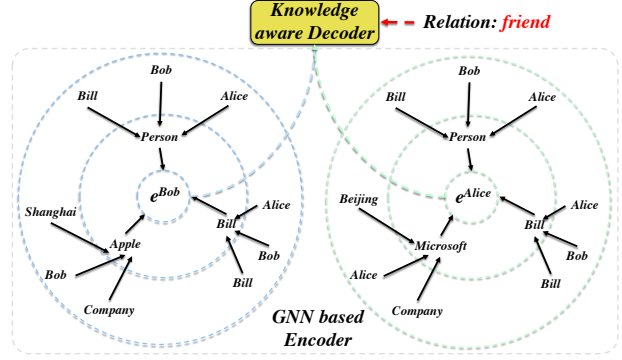 Knowledge
aware Decoder
Relation: friend
Bob
Bill
Alice
Person
e^Bob
Shanghai
Apple
Bob
Company
Alice
Bill
Bob
Bill
Bob
Bill
Alice
Person
e^Alice
Beijing
Microsoft
Alice
Company
Alice
Bill
Bob
Bill
GNN based
Encoder